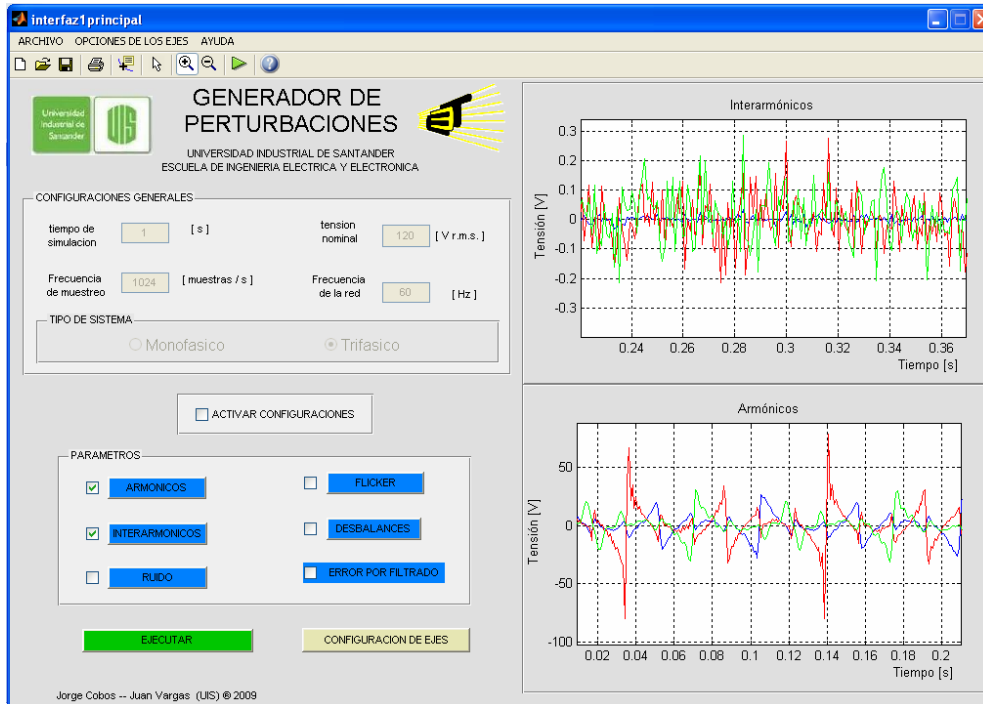 interfaz1principal
ARCHIVO OPCIONES DE LOS EJES AYUDA
Universidad
Industrial de
Santander
UIS
GENERADOR DE
PERTURBACIONES
UNIVERSIDAD INDUSTRIAL DE SANTANDER
ESCUELA DE INGENIERIA ELECTRICA Y ELECTRONICA
CONFIGURACIONES GENERALES
tiempo de
simulacion
1
[ s ]
tension
nominal
120
[ V r.m.s. ]
Frecuencia
de muestreo
1024
[ muestras / s ]
Frecuencia
de la red
60
[ Hz ]
TIPO DE SISTEMA
Monofasico
Trifasico
ACTIVAR CONFIGURACIONES
PARAMETROS
ARMONICOS
FLICKER
INTERARMONICOS
DESBALANCES
RUIDO
ERROR POR FILTRADO
EJECUTAR
CONFIGURACION DE EJES
Jorge Cobos -- Juan Vargas (UIS) ® 2009
Interarmónicos
Tensión [V]
0.3
0.2
0.1
0
-0.1
-0.2
-0.3
0.24 0.26 0.28 0.3 0.32 0.34 0.36
Tiempo [s]
Armónicos
Tensión [V]
50
0
-50
-100
0.02 0.04 0.06 0.08 0.1 0.12 0.14 0.16 0.18 0.2
Tiempo [s]